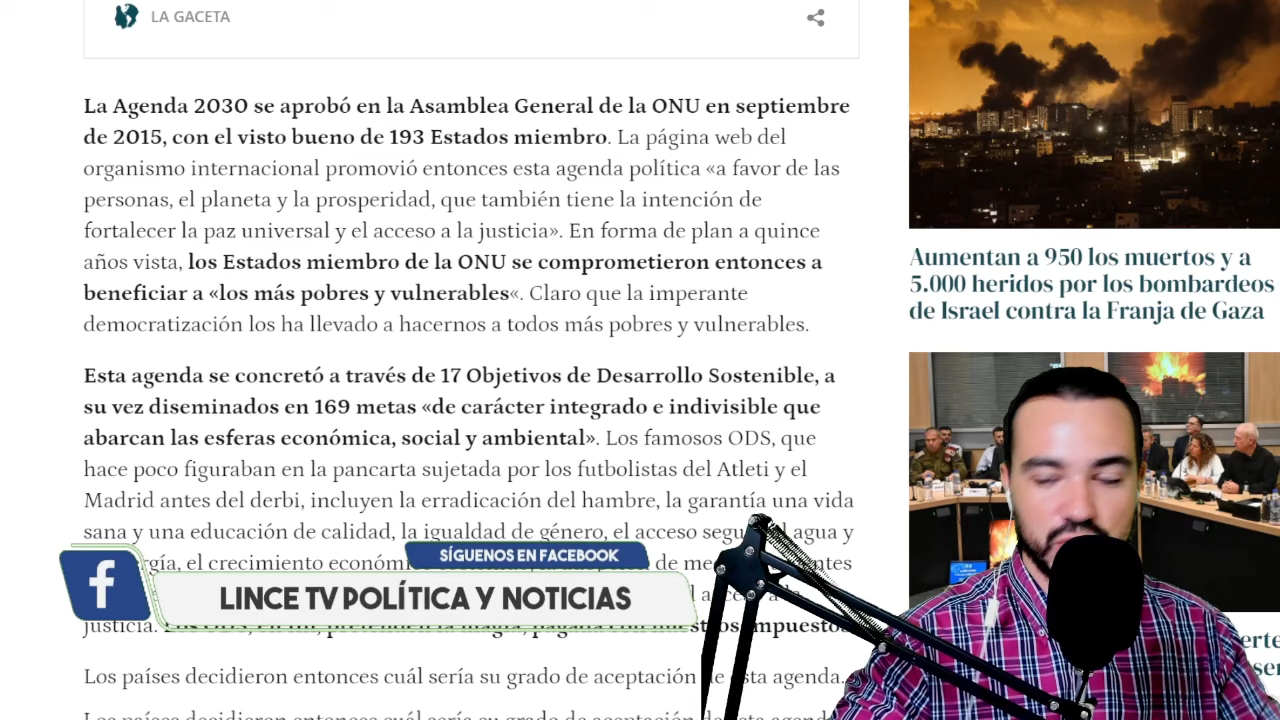 LA GACETA
La Agenda 2030 se aprobó en la Asamblea General de la ONU en septiembre
de 2015, con el visto bueno de 193 Estados miembro. La página web del
organismo internacional promovió entonces esta agenda política «a favor de las
personas, el planeta y la prosperidad, que también tiene la intención de
fortalecer la paz universal y el acceso a la justicia». En forma de plan a quince
años vista, los Estados miembro de la ONU se comprometieron entonces a
beneficiar a «los más pobres y vulnerables«. Claro que la imperante
democratización los ha llevado a hacernos a todos más pobres y vulnerables.
Esta agenda se concretó a través de 17 Objetivos de Desarrollo Sostenible, a
su vez diseminados en 169 metas «de carácter integrado e indivisible que
abarcan las esferas económica, social y ambiental». Los famosos ODS, que
hace poco figuraban en la pancarta sujetada por los futbolistas del Atleti y el
Madrid antes del derbi, incluyen la erradicación del hambre, la garantía una vida
sana y una educación de calidad, la igualdad de género, el acceso agua y
el crecimiento de
justicia. impuestos
Los países decidieron entonces cuál sería su grado de aceptación de esta agenda.
Aumentan a 950 los muertos y a
5.000 heridos por los bombardeos
de Israel contra la Franja de Gaza
SÍGUENOS EN FACEBOOK
LINCE TV POLÍTICA Y NOTICIAS